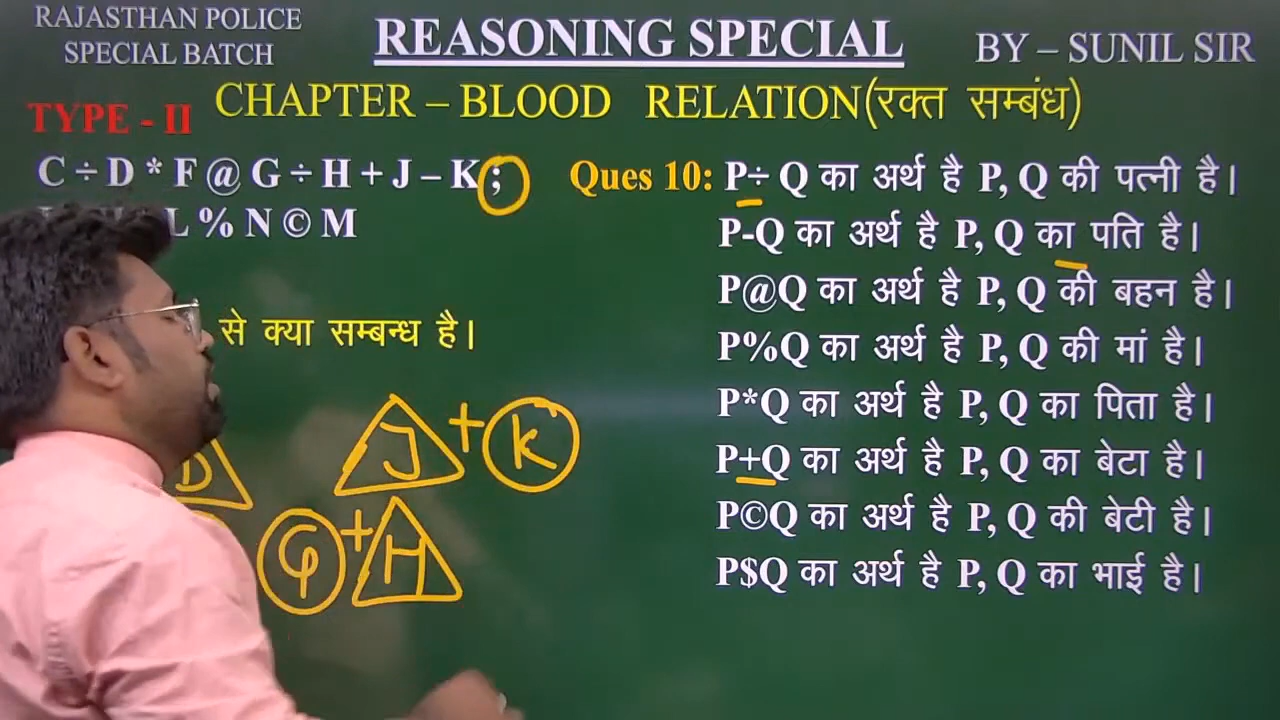 RAJASTHAN POLICE
SPECIAL BATCH
REASONING SPECIAL
BY – SUNIL SIR
CHAPTER – BLOOD RELATION(रक्त सम्बंध)
TYPE - II
C ÷ D * F @ G ÷ H + J – K ;
L % N © M
से क्या सम्बन्ध है।
D
J + K
G + H
Ques 10: P÷ Q का अर्थ है P, Q की पत्नी है।
P-Q का अर्थ है P, Q का पति है।
P@Q का अर्थ है P, Q की बहन है।
P%Q का अर्थ है P, Q की मां है।
P*Q का अर्थ है P, Q का पिता है।
P+Q का अर्थ है P, Q का बेटा है।
P©Q का अर्थ है P, Q की बेटी है।
P$Q का अर्थ है P, Q का भाई है।